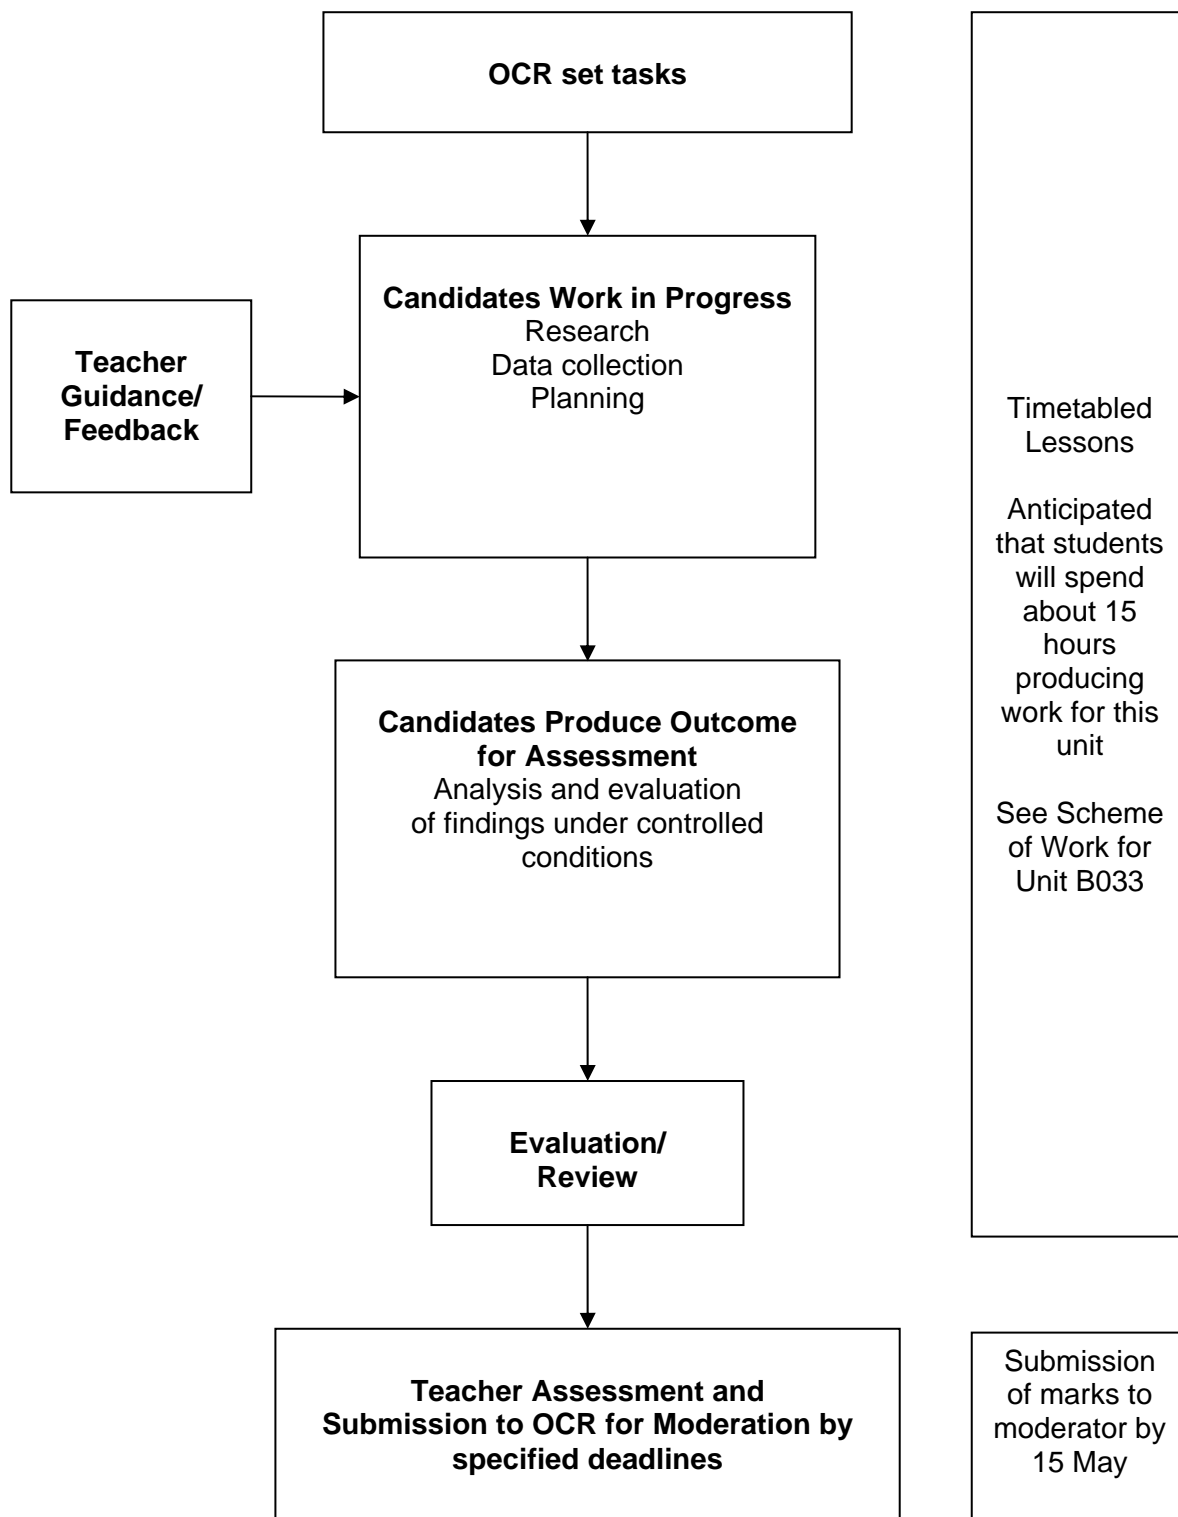 OCR set tasks
Candidates Work in Progress
Research
Data collection
Planning
Teacher
Guidance/
Feedback
Candidates Produce Outcome
for Assessment
Analysis and evaluation
of findings under controlled
conditions
Evaluation/
Review
Teacher Assessment and
Submission to OCR for Moderation by
specified deadlines
Timetabled
Lessons
Anticipated
that students
will spend
about 15
hours
producing
work for this
unit
See Scheme
of Work for
Unit B033
Submission
of marks to
moderator by
15 May